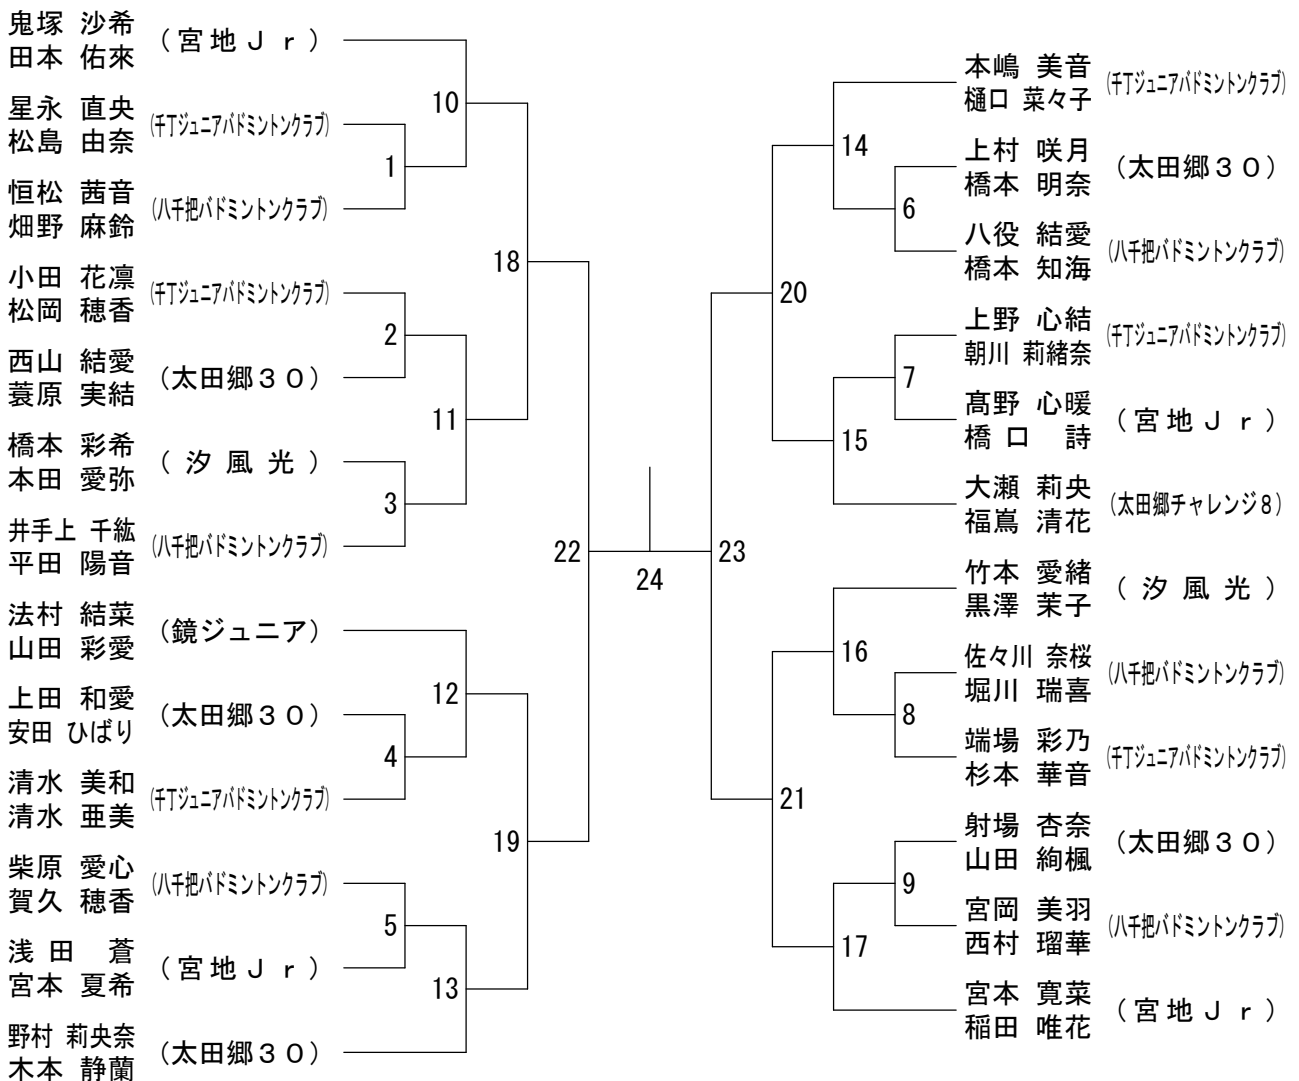 鬼塚 沙希
田本 佑來
(宮地Ｊｒ)
星永 直央
松島 由奈
(千丁ジュニアバドミントンクラブ)
恒松 茜音
畑野 麻鈴
(八千把バドミントンクラブ)
小田 花凛
松岡 穂香
(千丁ジュニアバドミントンクラブ)
西山 結愛
蓑原 実結
(太田郷３０)
橋本 彩希
本田 愛弥
(汐風光)
井手上 千紘
平田 陽音
(八千把バドミントンクラブ)
法村 結菜
山田 彩愛
(鏡ジュニア)
上田 和愛
安田 ひばり
(太田郷３０)
清水 美和
清水 亜美
(千丁ジュニアバドミントンクラブ)
柴原 愛心
賀久 穂香
(八千把バドミントンクラブ)
浅田 蒼
宮本 夏希
(宮地Ｊｒ)
野村 莉央奈
木本 静蘭
(太田郷３０)
10
1
18
2
11
3
22
12
4
19
5
13
24
23
20
14
6
7
15
21
16
8
9
17
本嶋 美音
樋口 菜々子
(千丁ジュニアバドミントンクラブ)
上村 咲月
橋本 明奈
(太田郷３０)
八役 結愛
橋本 知海
(八千把バドミントンクラブ)
上野 心結
朝川 莉緒奈
(千丁ジュニアバドミントンクラブ)
髙野 心暖
橋口 詩
(宮地Ｊｒ)
大瀬 莉央
福嶌 清花
(太田郷チャレンジ8)
竹本 愛緒
黒澤 茉子
(汐風光)
佐々川 奈桜
堀川 瑞喜
(八千把バドミントンクラブ)
端場 彩乃
杉本 華音
(千丁ジュニアバドミントンクラブ)
射場 杏奈
山田 絢楓
(太田郷３０)
宮岡 美羽
西村 瑠華
(八千把バドミントンクラブ)
宮本 寛菜
稲田 唯花
(宮地Ｊｒ)